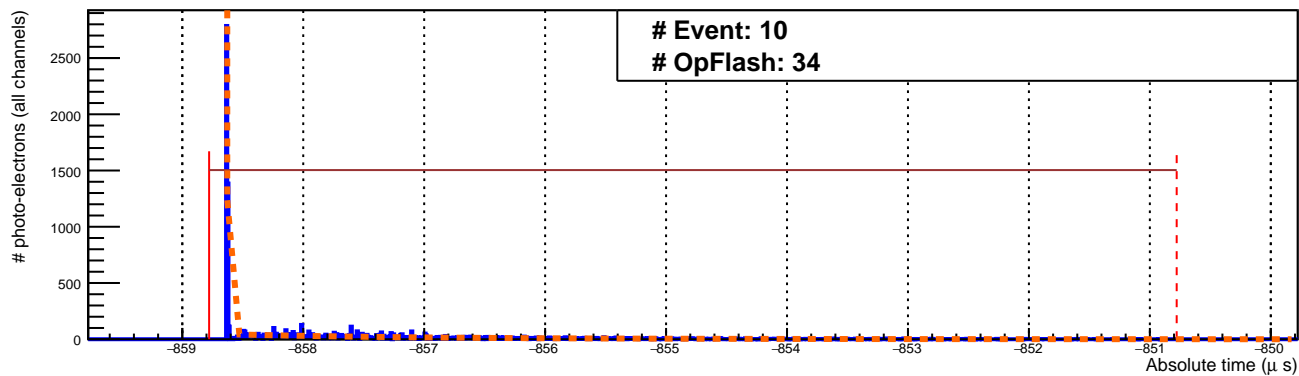 # Event: 10
# OpFlash: 34
# photo-electrons (all channels)
2500
2000
1500
1000
500
0
−859 −858 −857 −856 −855 −854 −853 −852 −851 −850
Absolute time (μ s)